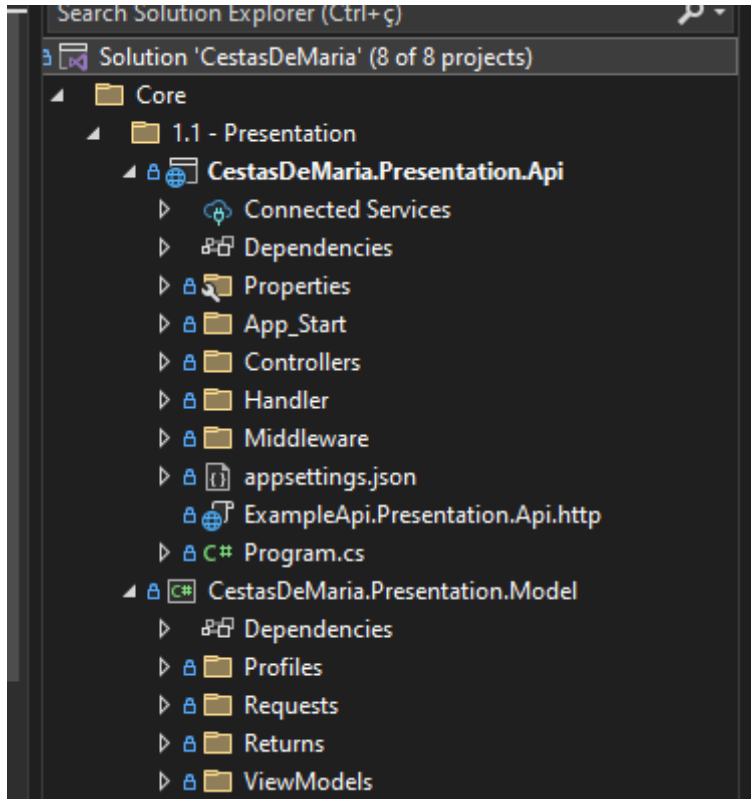 Search Solution Explorer (Ctrl+ç)
Solution 'CestasDeMaria' (8 of 8 projects)
Core
1.1 - Presentation
CestasDeMaria.Presentation.Api
Connected Services
Dependencies
Properties
App_Start
Controllers
Handler
Middleware
appsettings.json
ExampleApi.Presentation.Api.http
C# Program.cs
C# CestasDeMaria.Presentation.Model
Dependencies
Profiles
Requests
Returns
ViewModels